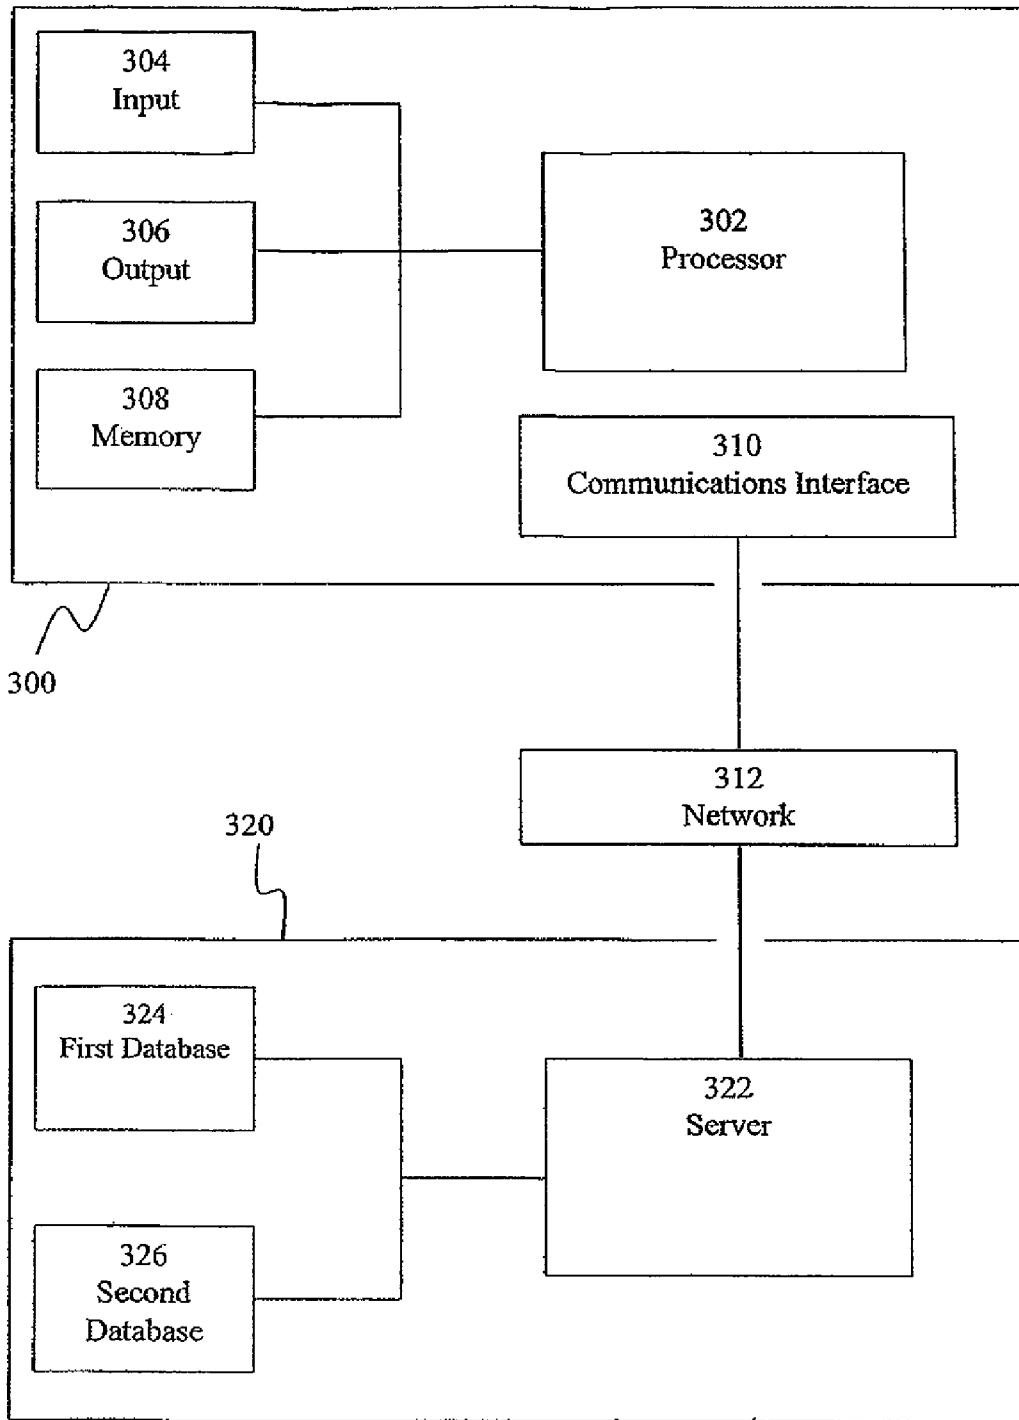 304
Input
306
Output
302
Processor
308
Memory
310
Communications Interface
300
312
Network
320
324
First Database
322
Server
326
Second
Database